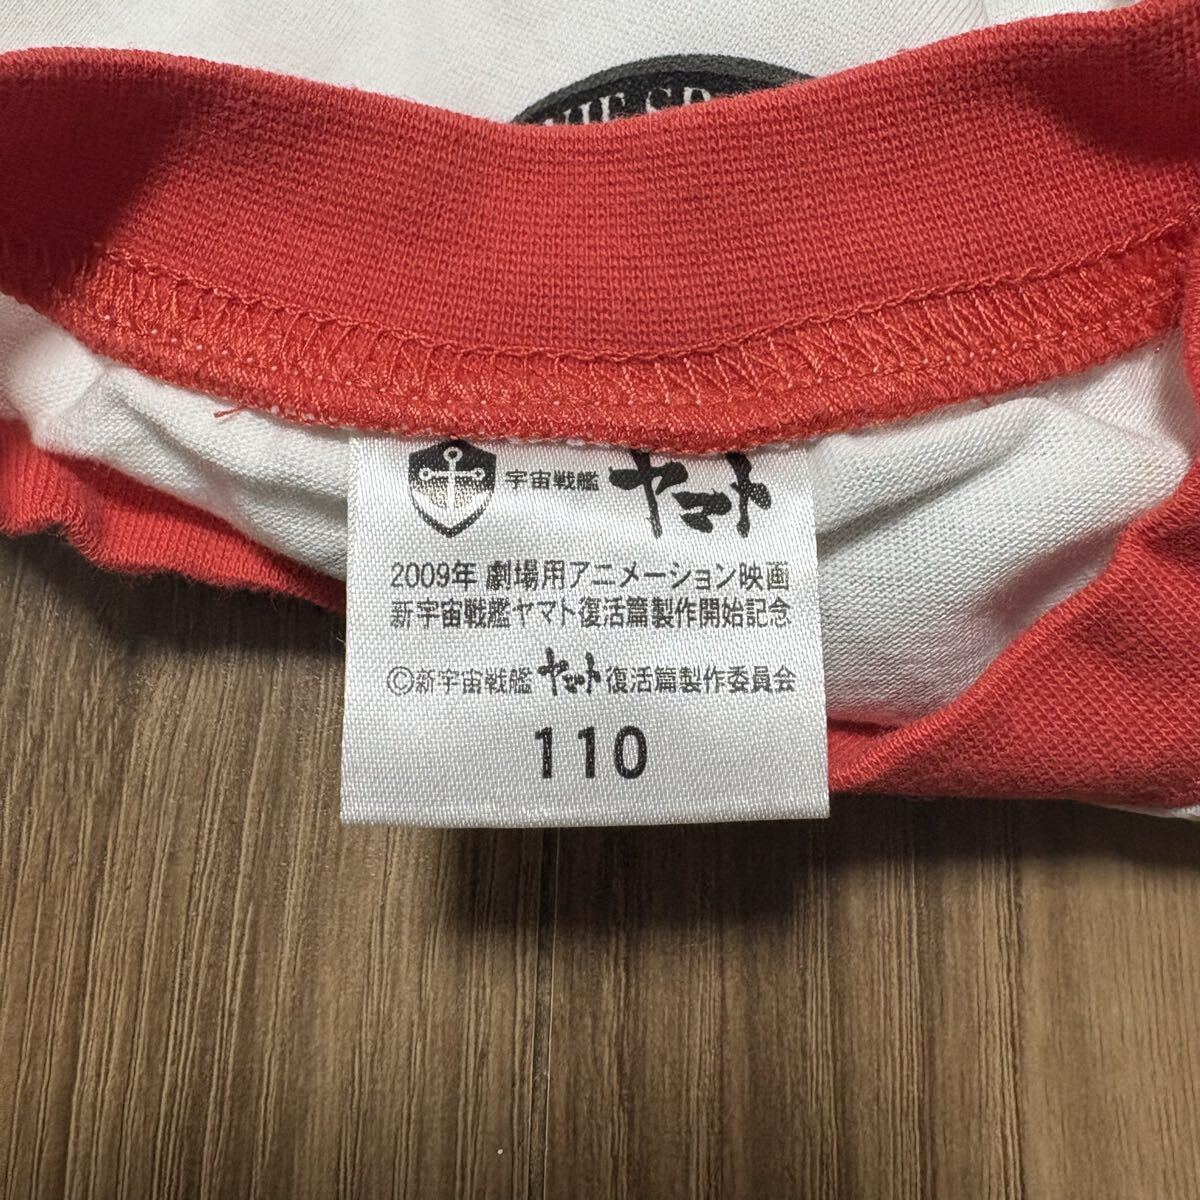 THE SP
宇宙戦艦 ヤマト
2009年 劇場用アニメーション映画
新宇宙戦艦ヤマト復活篇製作開始記念
©新宇宙戦艦 ヤマト 復活篇製作委員会
110